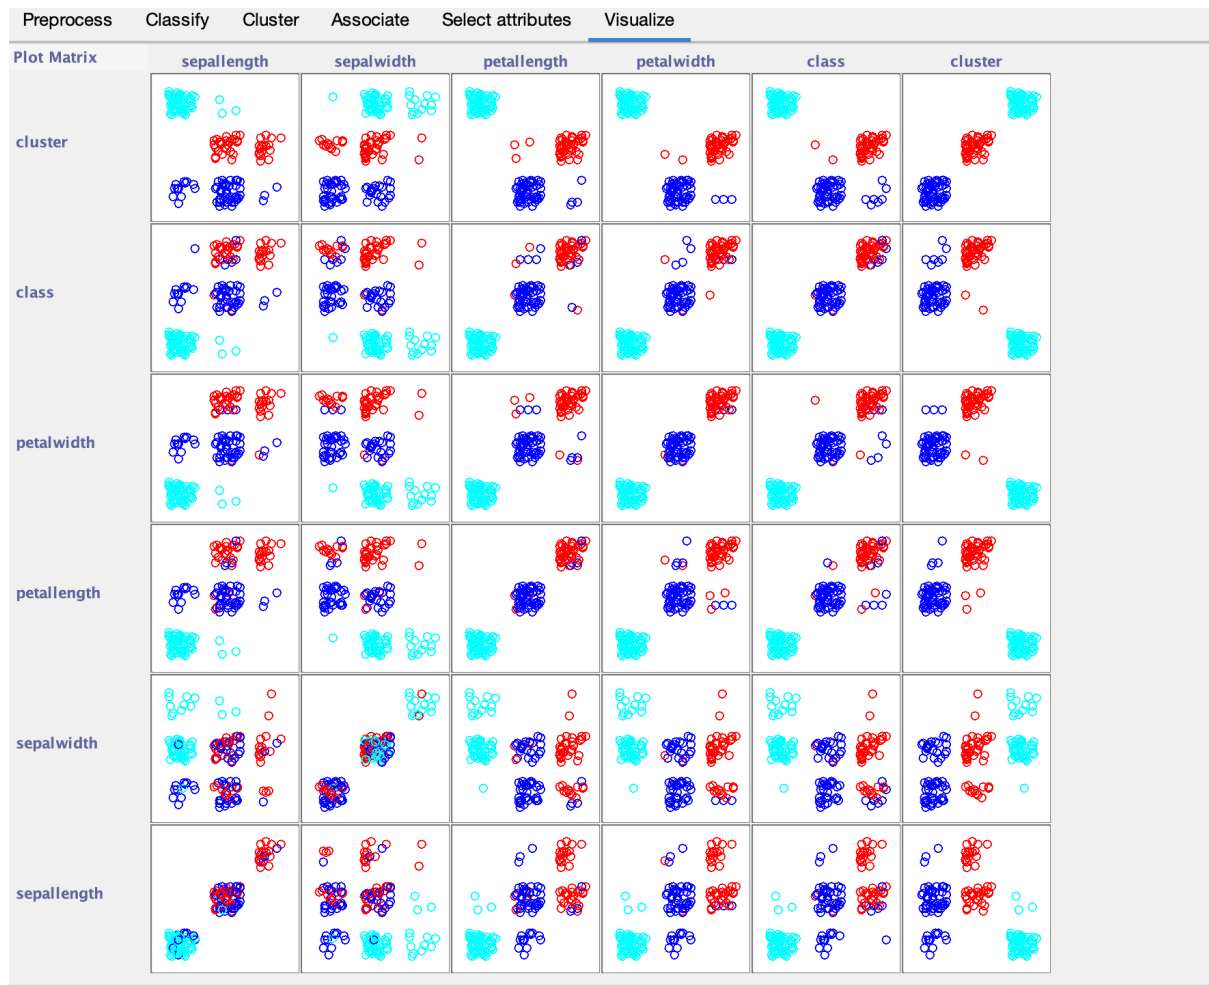 Preprocess Classify Cluster Associate Select attributes Visualize
Plot Matrix sepallength sepalwidth petallength petalwidth class cluster
cluster
class
petalwidth
petallength
sepalwidth
sepallength